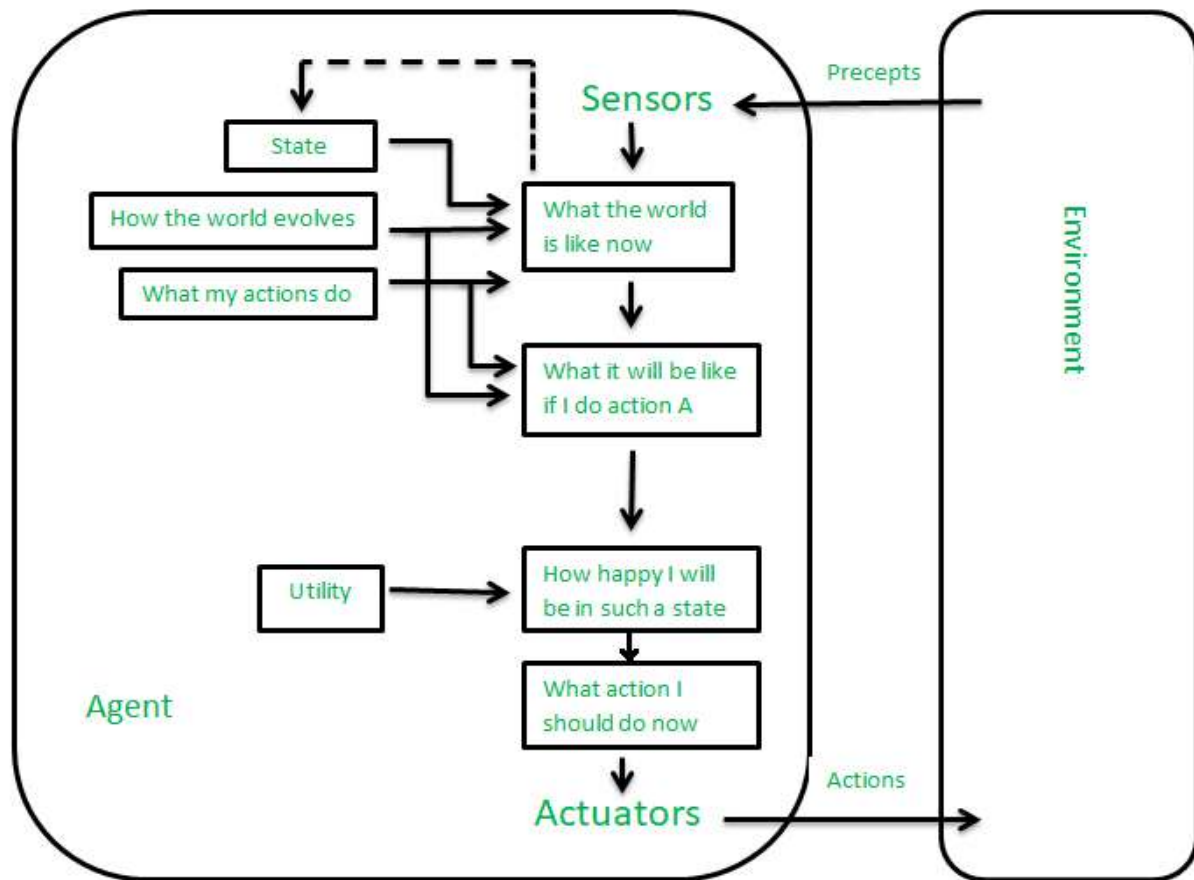 Precepts
Sensors
State
How the world evolves
What the world
is like now
What my actions do
Environment
What it will be like
if I do action A
Utility
How happy I will
be in such a state
What action I
should do now
Agent
Actions
Actuators